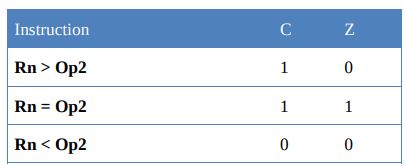 Instruction C Z
Rn > Op2 1 0
Rn = Op2 1 1
Rn < Op2 0 0